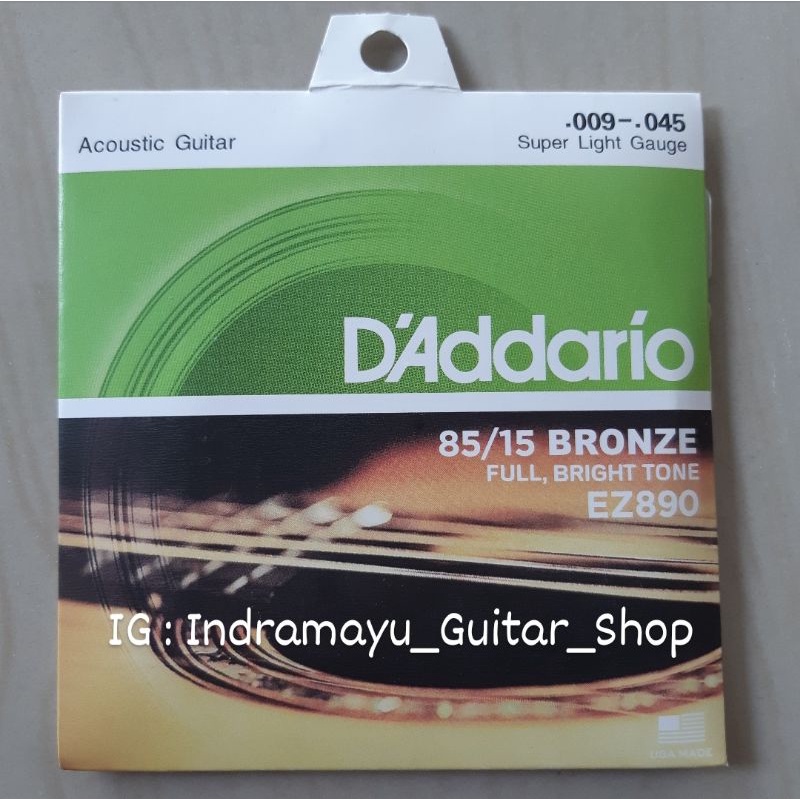 Acoustic Guitar
.009-.045
Super Light Gauge
D'Addario
85/15 BRONZE
FULL, BRIGHT TONE
EZ890
IG : Indramayu_Guitar_Shop
USA MADE